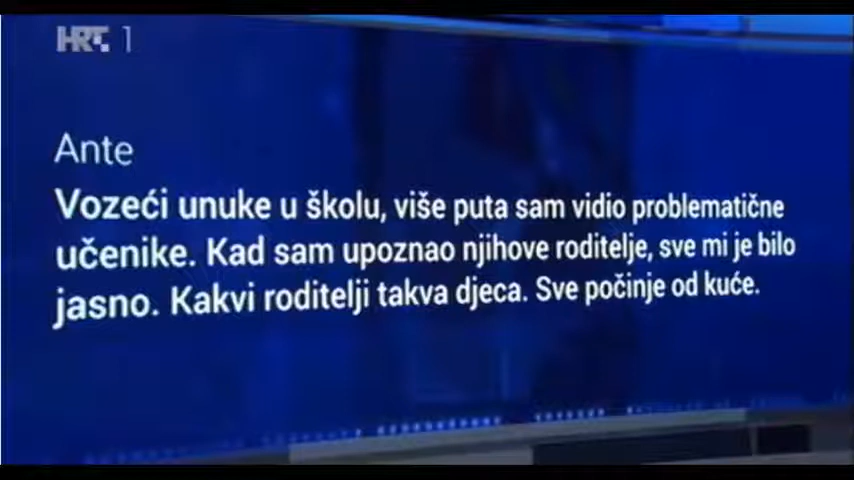 HRT 1
Ante
Vozeći unuke u školu, više puta sam vidio problematične
učenike. Kad sam upoznao njihove roditelje, sve mi je bilo
jasno. Kakvi roditelji takva djeca. Sve počinje od kuće.